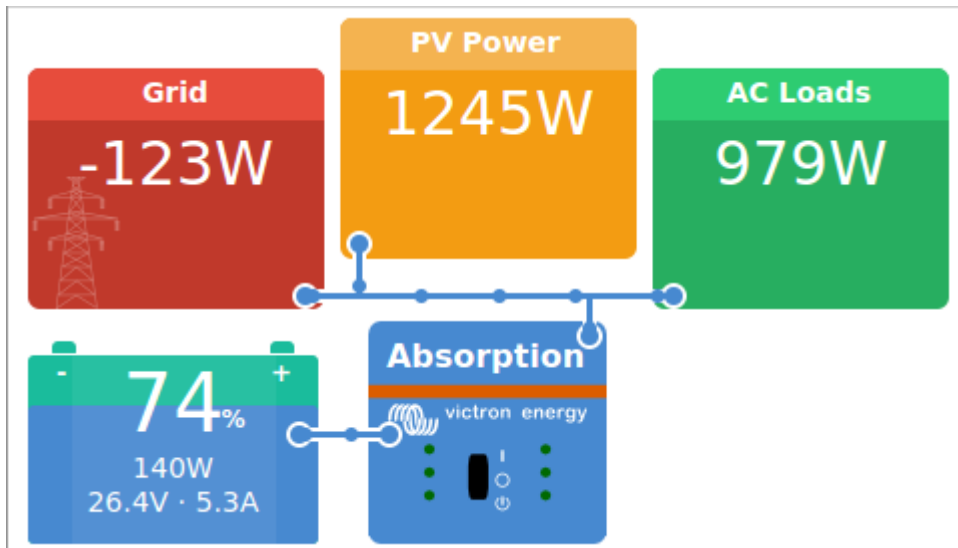 PV Power
1245W
Grid
-123W
AC Loads
979W
- +
74%
140W
26.4V · 5.3A
Absorption
victron energy